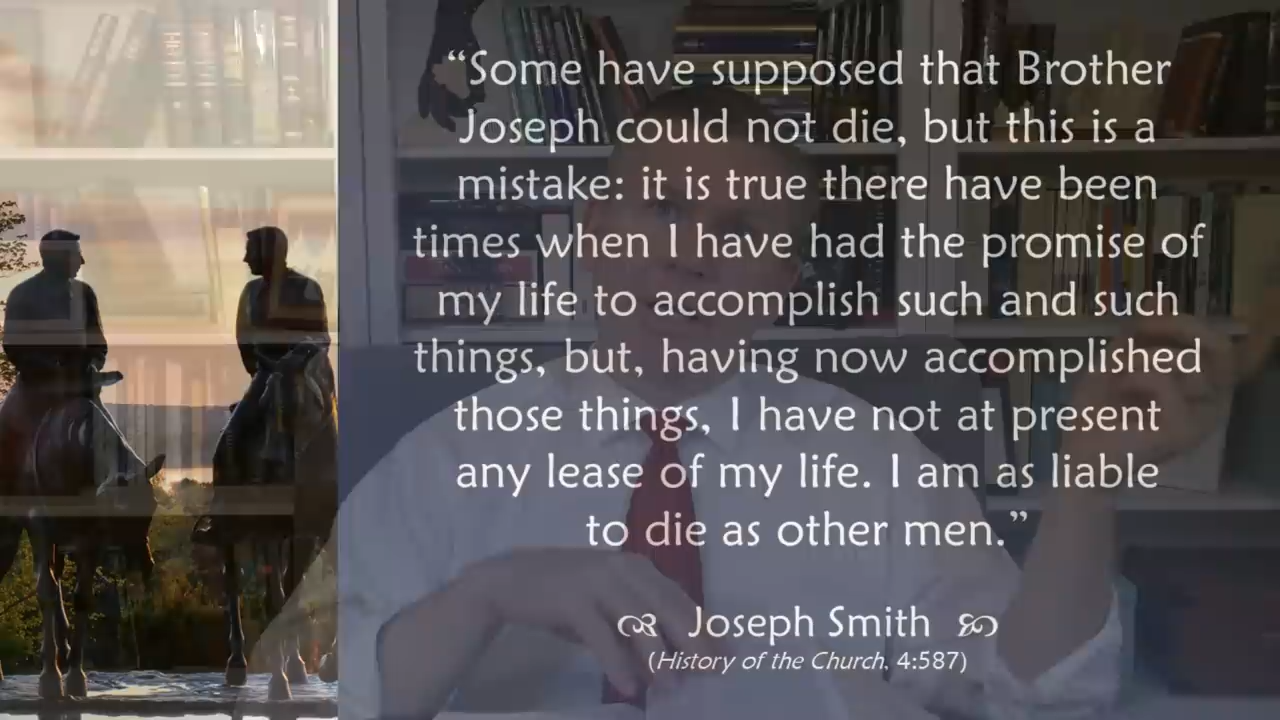 “Some have supposed that Brother
Joseph could not die, but this is a
mistake: it is true there have been
times when I have had the promise of
my life to accomplish such and such
things, but, having now accomplished
those things, I have not at present
any lease of my life. I am as liable
to die as other men.”
Joseph Smith
(History of the Church, 4:587)